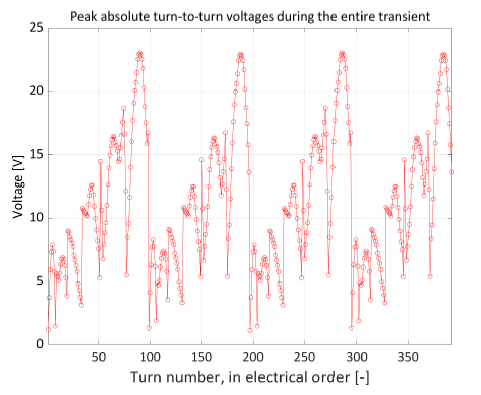 Peak absolute turn-to-turn voltages during the entire transient
25
20
15
10
5
0
Voltage [V]
50 100 150 200 250 300 350
Turn number, in electrical order [-]